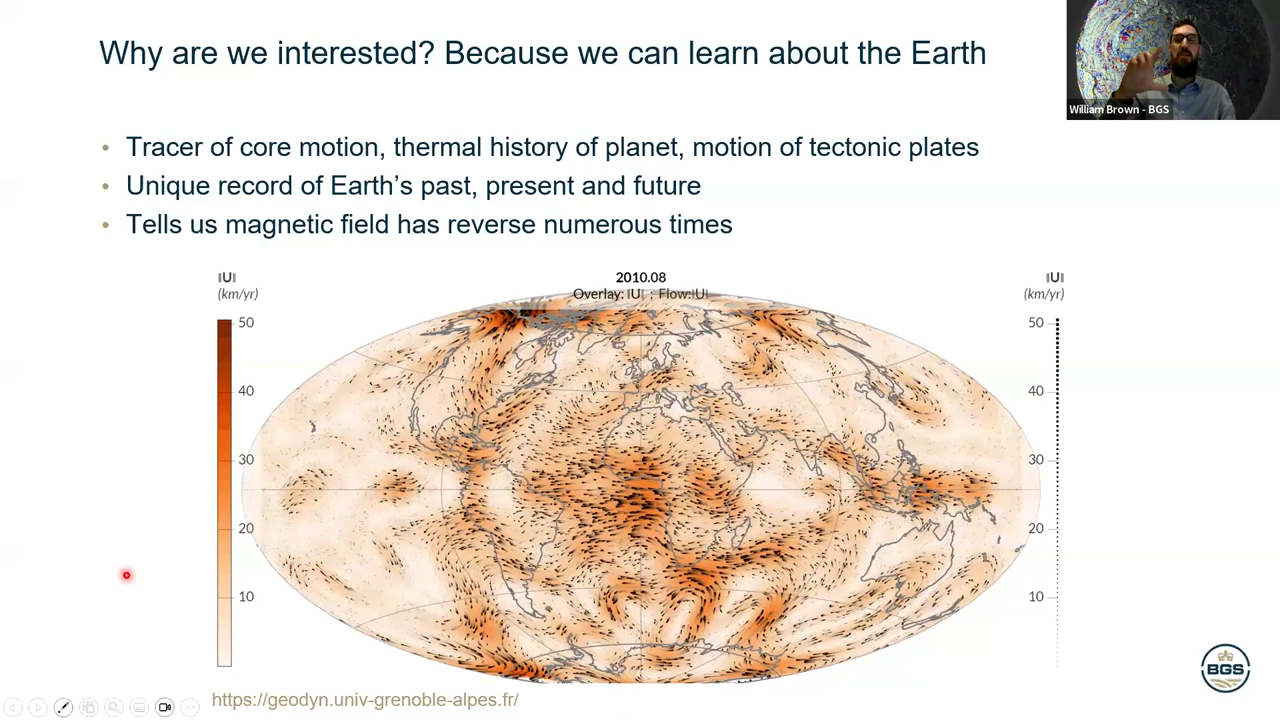 Why are we interested? Because we can learn about the Earth
William Brown - BGS
• Tracer of core motion, thermal history of planet, motion of tectonic plates
• Unique record of Earth's past, present and future
• Tells us magnetic field has reverse numerous times
‖U‖
(km/yr)
2010.08
Overlay: ‖U‖ ; Flow:‖U‖
‖U‖
(km/yr)
50
40
30
20
10
50
40
30
20
10
BGS
https://geodyn.univ-grenoble-alpes.fr/